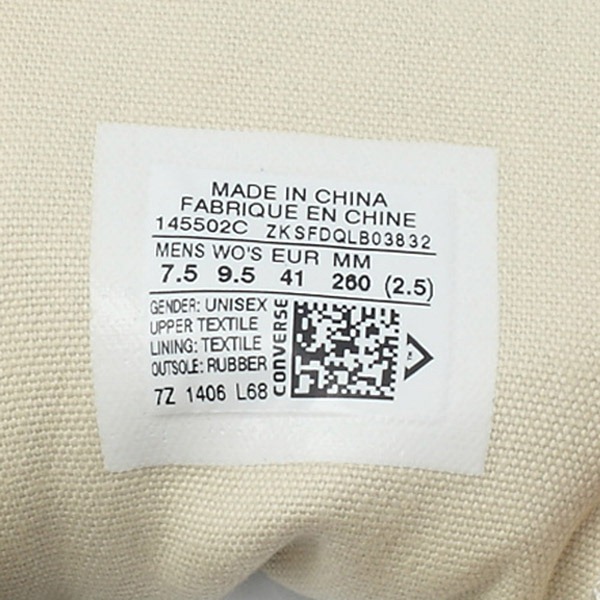 MADE IN CHINA
FABRIQUE EN CHINE
145502C ZKSFDQLB03832
MENS WO'S EUR MM
7.5 9.5 41 260 (2.5)
GENDER: UNISEX
UPPER TEXTILE
LINING: TEXTILE
OUTSOLE: RUBBER
7Z 1406 L68
CONVERSE